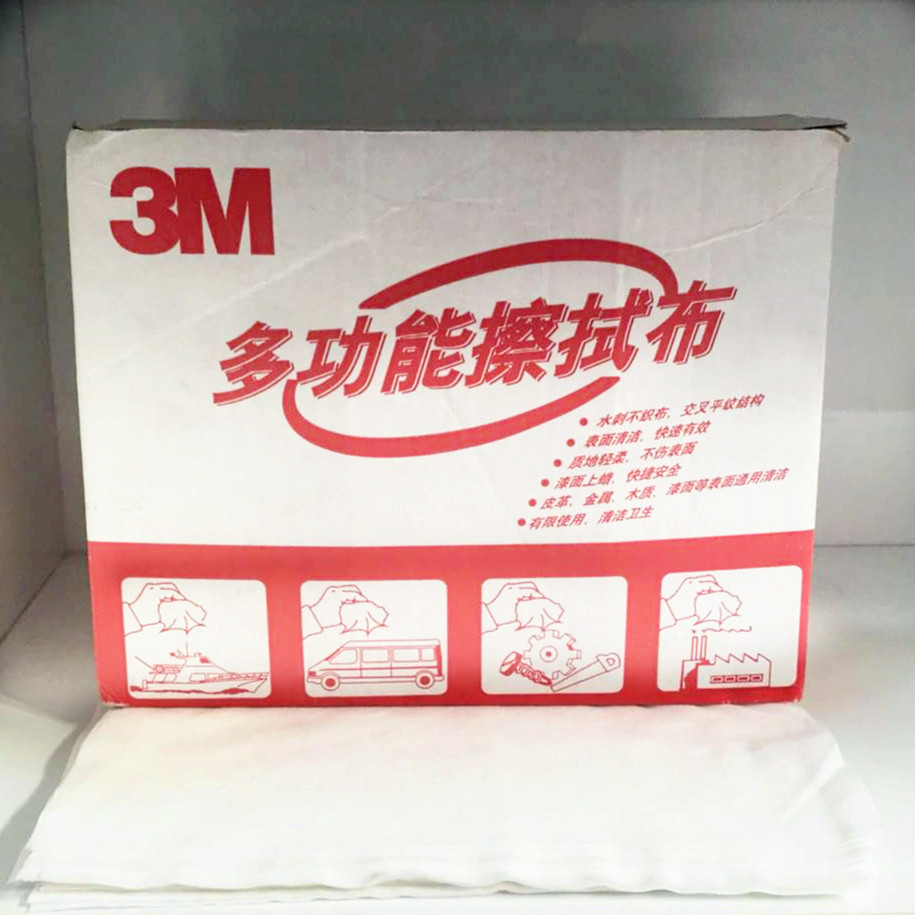 3M
多功能擦拭布
水刺不织布，交叉平纹结构
表面清洁，快速有效
质地轻柔，不伤表面
漆面上蜡，快捷安全
皮革、金属、木质、漆面等表面通用清洁
有限使用，清洁卫生